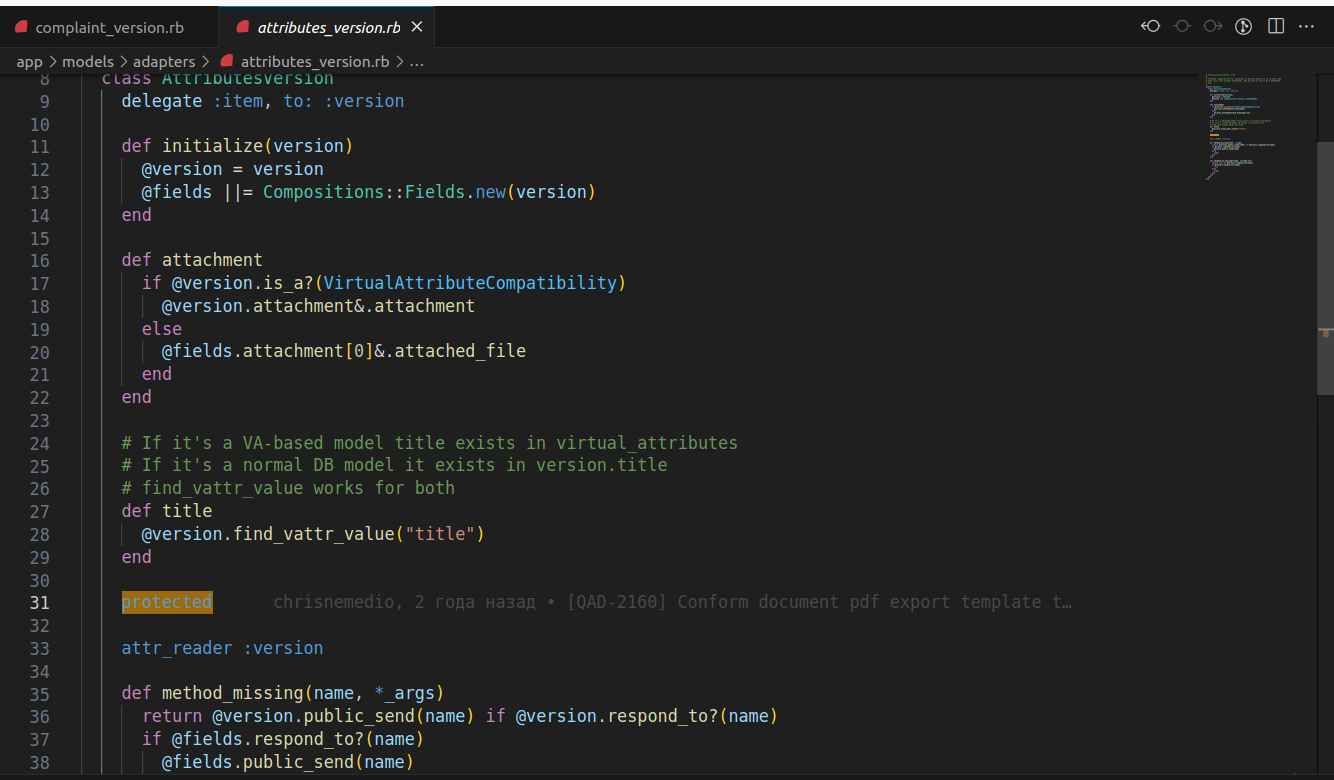 complaint_version.rb
attributes_version.rb
app > models > adapters > attributes_version.rb > ...
8 class AttributesVersion
9 delegate :item, to: :version
10
11 def initialize(version)
12 @version = version
13 @fields ||= Compositions::Fields.new(version)
14 end
15
16 def attachment
17 if @version.is_a?(VirtualAttributeCompatibility)
18 @version.attachment&.attachment
19 else
20 @fields.attachment[0]&.attached_file
21 end
22 end
23
24 # If it's a VA-based model title exists in virtual_attributes
25 # If it's a normal DB model it exists in version.title
26 # find_vattr_value works for both
27 def title
28 @version.find_vattr_value("title")
29 end
30
31 protected chrisnemedio, 2 года назад • [QAD-2160] Conform document pdf export template t…
32
33 attr_reader :version
34
35 def method_missing(name, *_args)
36 return @version.public_send(name) if @version.respond_to?(name)
37 if @fields.respond_to?(name)
38 @fields.public_send(name)